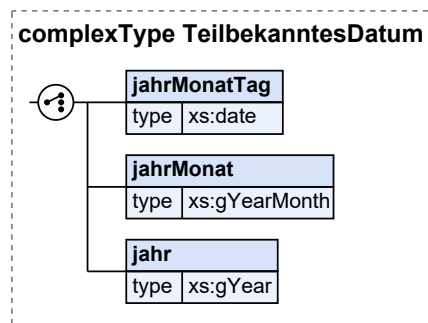 complexType TeilbekanntesDatum
jahrMonatTag
type xs:date
jahrMonat
type xs:gYearMonth
jahr
type xs:gYear